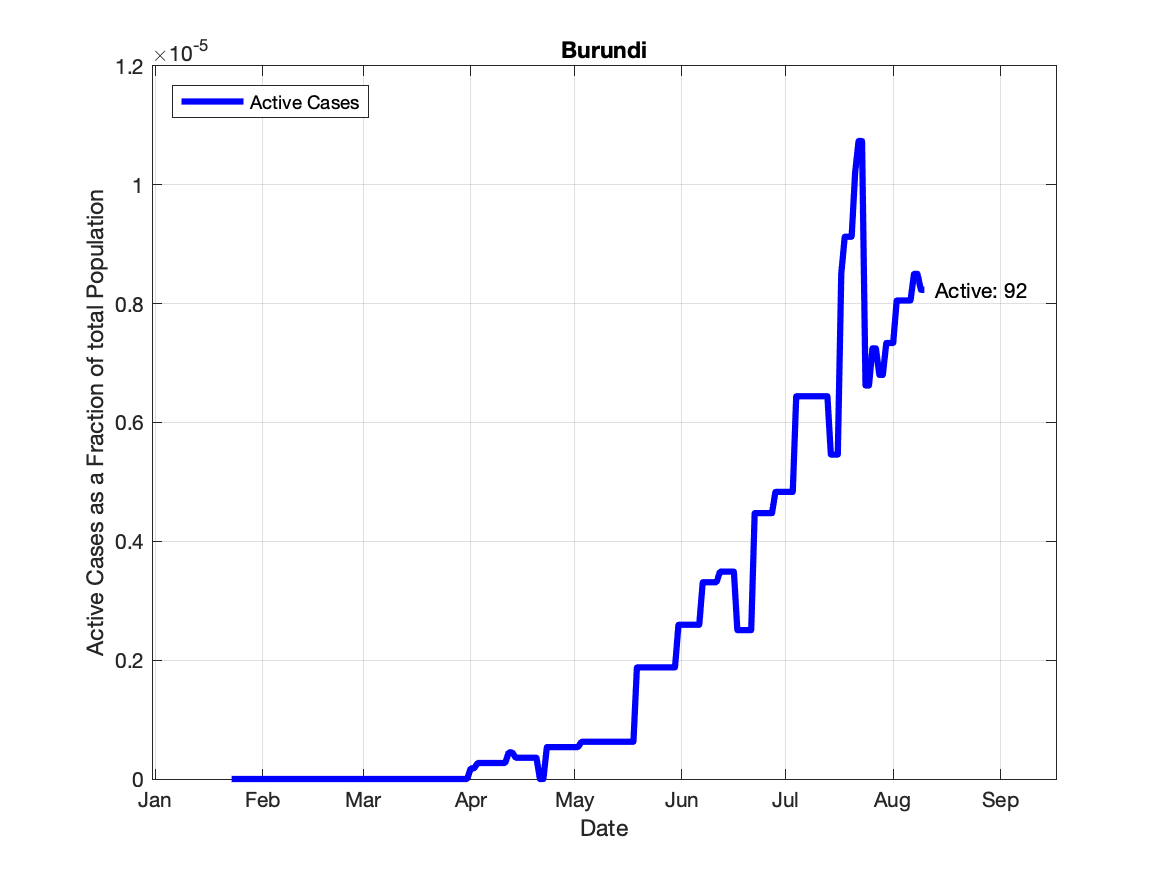 Burundi
×10-5
Active Cases
Active: 92
1.2
1
0.8
0.6
0.4
0.2
0
Active Cases as a Fraction of total Population
Jan Feb Mar Apr May Jun Jul Aug Sep
Date